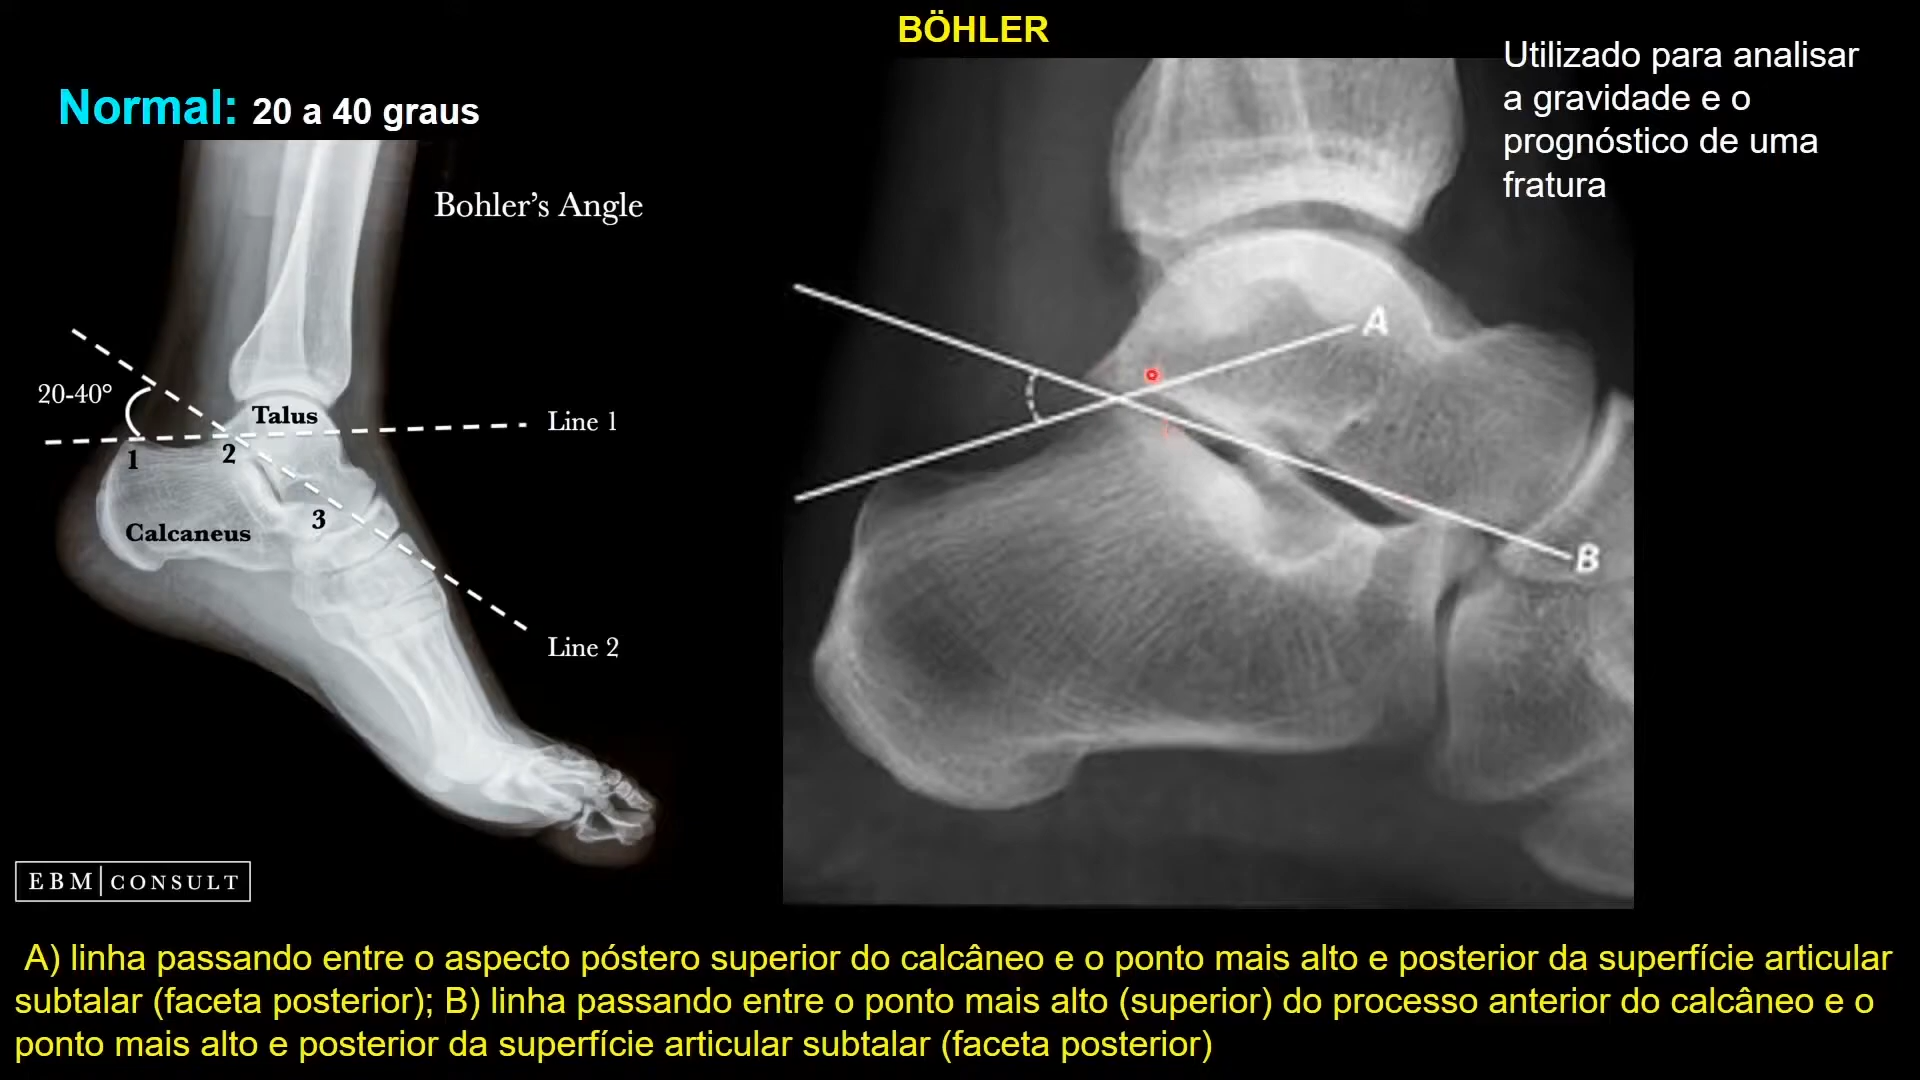 BÖHLER
Normal: 20 a 40 graus
Utilizado para analisar
a gravidade e o
prognóstico de uma
fratura
Bohler's Angle
20-40°
Talus
Line 1
1
2
3
Calcaneus
Line 2
A
B
EBM|CONSULT
A) linha passando entre o aspecto póstero superior do calcâneo e o ponto mais alto e posterior da superfície articular
subtalar (faceta posterior); B) linha passando entre o ponto mais alto (superior) do processo anterior do calcâneo e o
ponto mais alto e posterior da superfície articular subtalar (faceta posterior)